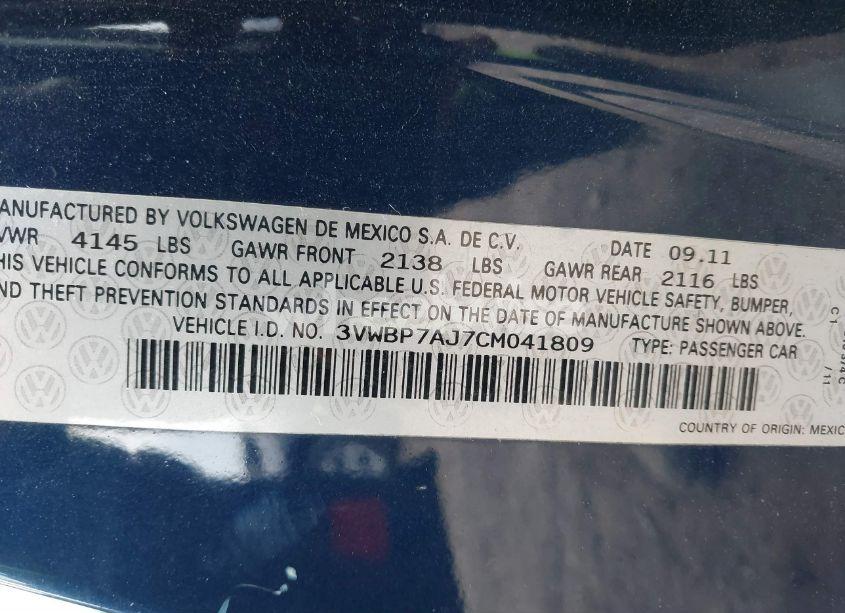 ANUFACTURED BY VOLKSWAGEN DE MEXICO S.A. DE C.V. DATE 09.11
VWR 4145 LBS GAWR FRONT 2138 LBS GAWR REAR 2116 LBS
HIS VEHICLE CONFORMS TO ALL APPLICABLE U.S. FEDERAL MOTOR VEHICLE SAFETY, BUMPER,
ND THEFT PREVENTION STANDARDS IN EFFECT ON THE DATE OF MANUFACTURE SHOWN ABOVE.
VEHICLE I.D. NO. 3VWBP7AJ7CM041809 TYPE: PASSENGER CAR
COUNTRY OF ORIGIN: MEXIC
C1
/11